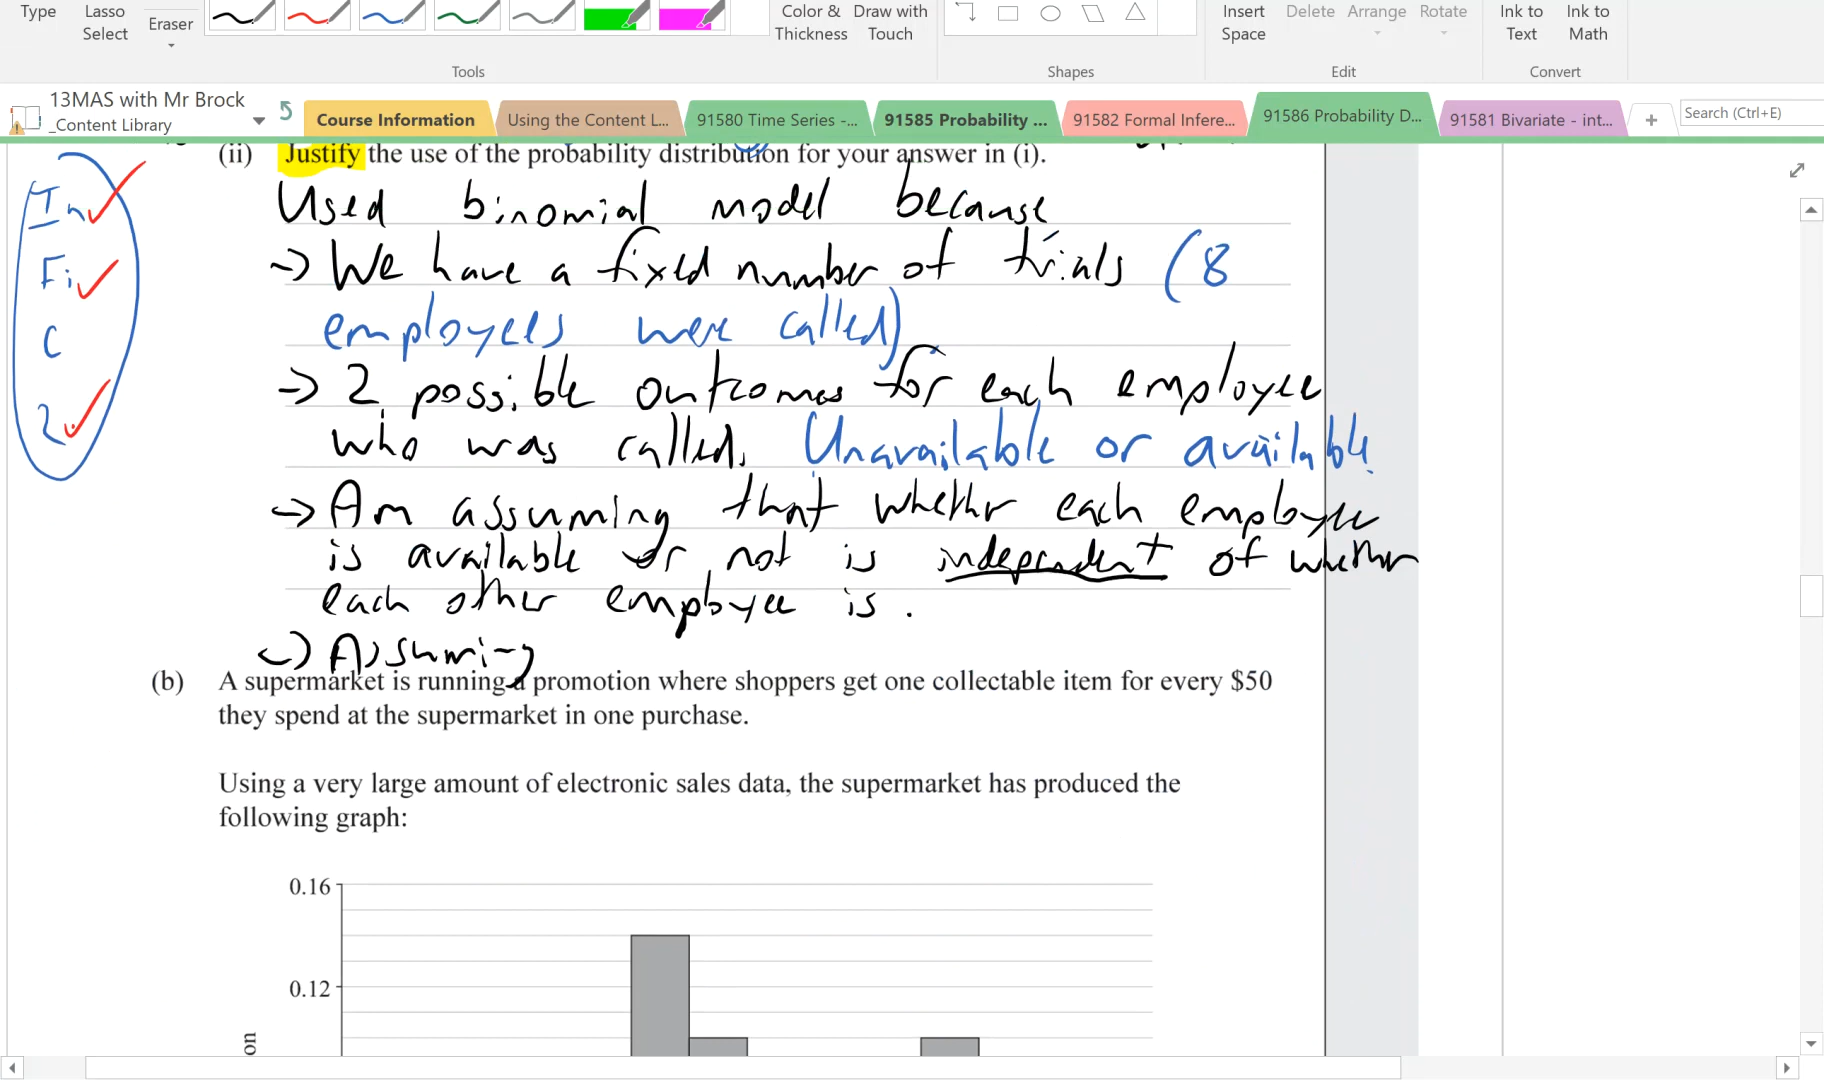 Type
Lasso
Select
Eraser
Color &
Thickness
Draw with
Touch
Insert
Space
Delete
Arrange
Rotate
Ink to
Text
Ink to
Math
Tools
Shapes
Edit
Convert
13MAS with Mr Brock
_Content Library
Course Information
Using the Content L...
91580 Time Series -...
91585 Probability ...
91582 Formal Infere...
91586 Probability D...
91581 Bivariate - int...
+
Search (Ctrl+E)
(ii) Justify the use of the probability distribution for your answer in (i).
In
Fi
C
2
Used binomial model because
-> We have a fixed number of trials (8
employees were called)
-> 2 possible outcomes for each employee
who was called. Unavailable or available.
-> Am assuming that whether each employee
is available or not is independent of whether
each other employee is.
-> Assuming
(b) A supermarket is running a promotion where shoppers get one collectable item for every $50
they spend at the supermarket in one purchase.
Using a very large amount of electronic sales data, the supermarket has produced the
following graph:
0.16
0.12
on